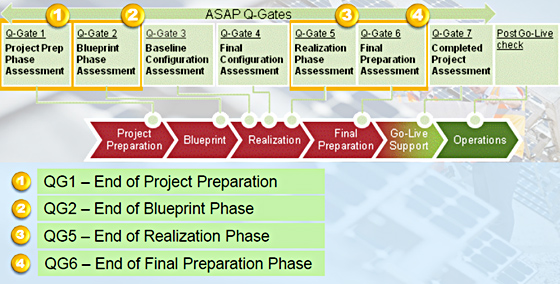 ASAP Q-Gates
1
2
3
4
Q-Gate 1
Project Prep
Phase
Assessment
Q-Gate 2
Blueprint
Phase
Assessment
Q-Gate 3
Baseline
Configuration
Assessment
Q-Gate 4
Final
Configuration
Assessment
Q-Gate 5
Realization
Phase
Assessment
Q-Gate 6
Final
Preparation
Assessment
Q-Gate 7
Completed
Project
Assessment
Post Go-Live
check
Project
Preparation
Blueprint
Realization
Final
Preparation
Go-Live
Support
Operations
1 QG1 – End of Project Preparation
2 QG2 – End of Blueprint Phase
3 QG5 – End of Realization Phase
4 QG6 – End of Final Preparation Phase